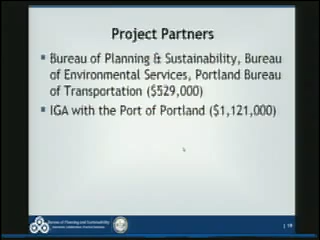 Project Partners
Bureau of Planning & Sustainability, Bureau
of Environmental Services, Portland Bureau
of Transportation ($529,000)
IGA with the Port of Portland ($1,121,000)
Bureau of Planning and Sustainability
| 19